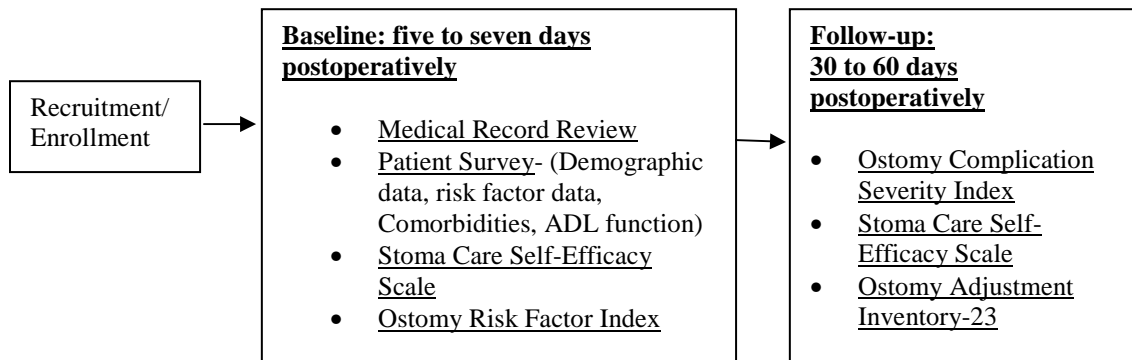 Recruitment/
Enrollment
Baseline: five to seven days
postoperatively
• Medical Record Review
• Patient Survey- (Demographic
data, risk factor data,
Comorbidities, ADL function)
• Stoma Care Self-Efficacy
Scale
• Ostomy Risk Factor Index
Follow-up:
30 to 60 days
postoperatively
• Ostomy Complication
Severity Index
• Stoma Care Self-
Efficacy Scale
• Ostomy Adjustment
Inventory-23